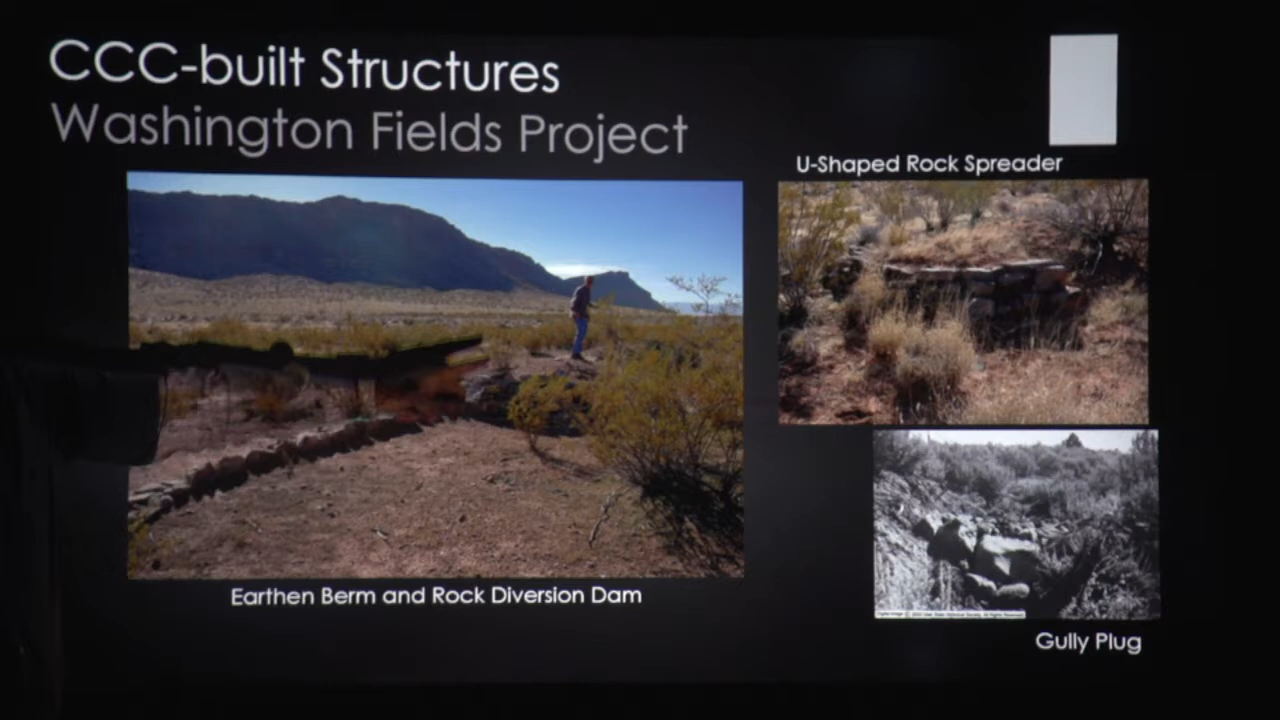 CCC-built Structures
Washington Fields Project
U-Shaped Rock Spreader
Earthen Berm and Rock Diversion Dam
Gully Plug